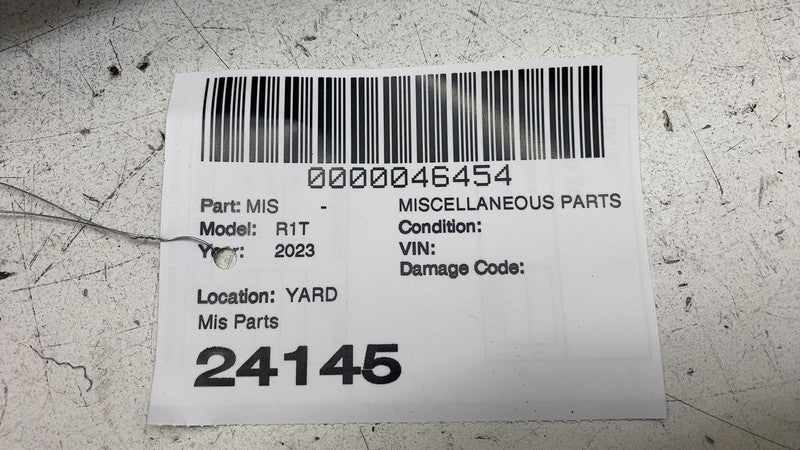 0000046454
Part: MIS - MISCELLANEOUS PARTS
Model: R1T Condition:
Year: 2023 VIN:
Damage Code:
Location: YARD
Mis Parts
24145